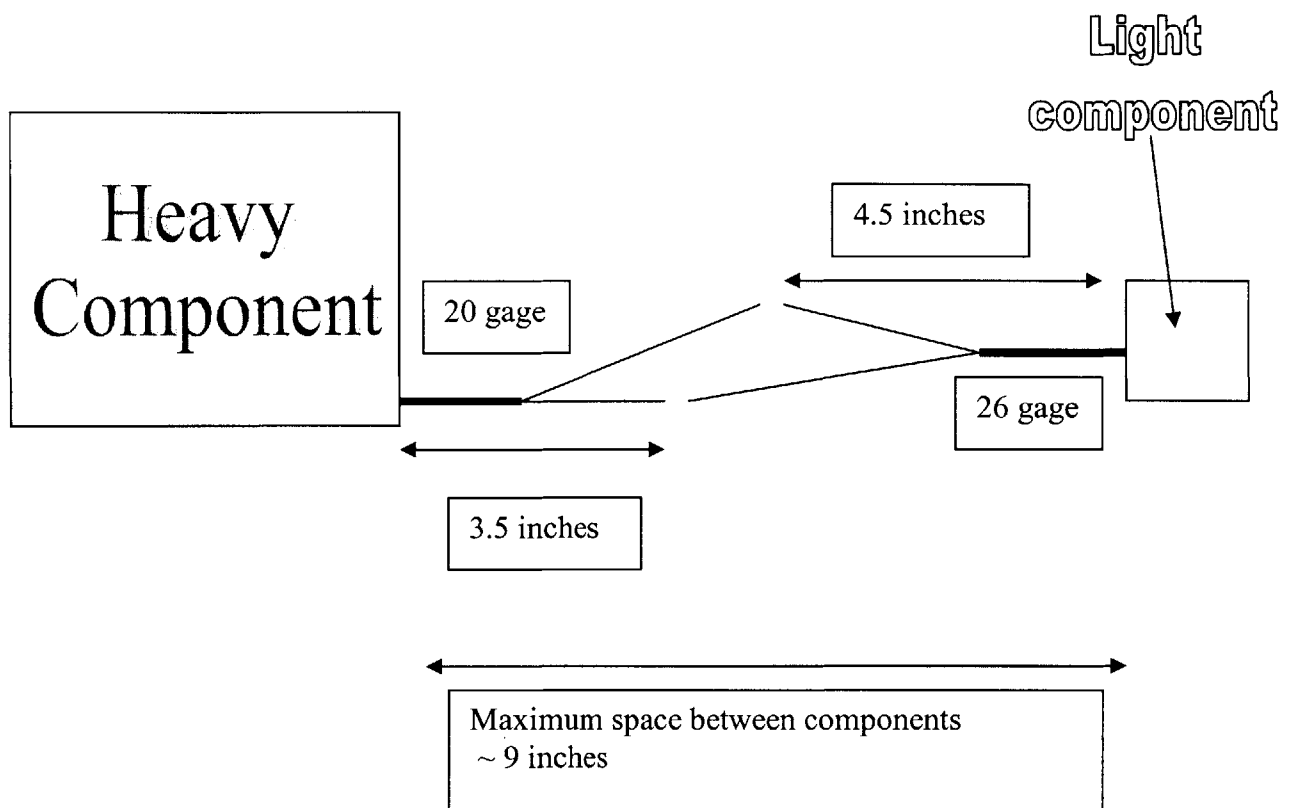 Light
component
Heavy
Component
4.5 inches
20 gage
26 gage
3.5 inches
Maximum space between components
~ 9 inches